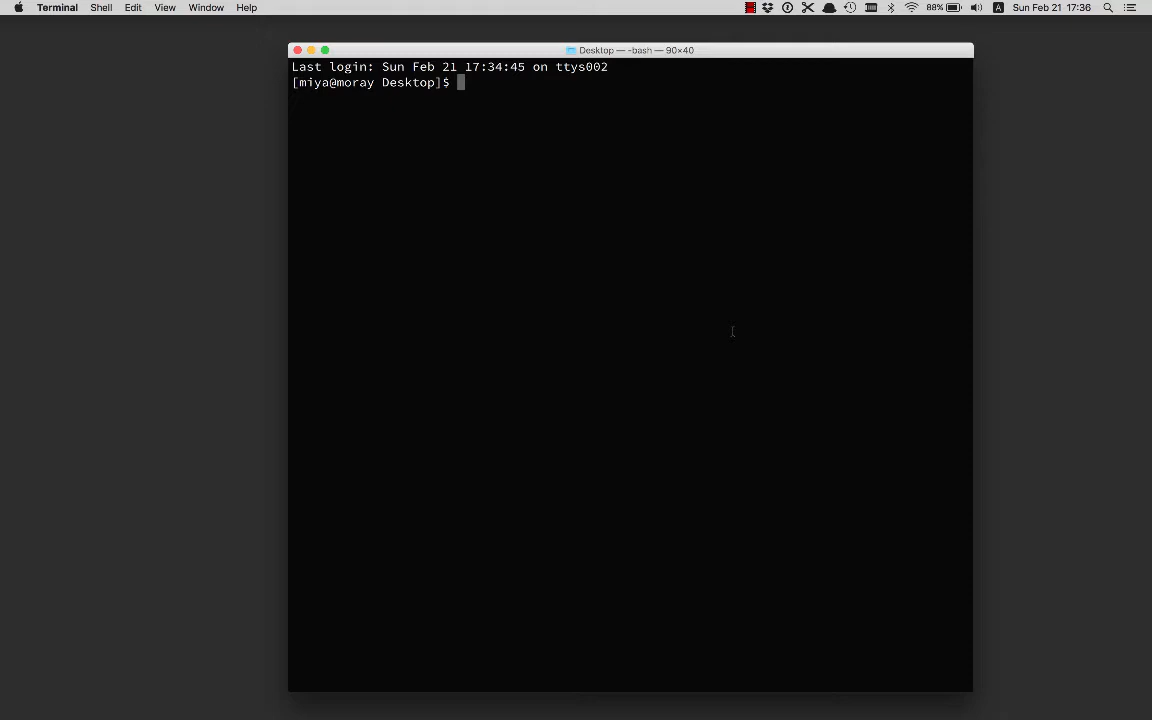 Terminal Shell Edit View Window Help 88% A Sun Feb 21 17:36
Desktop — -bash — 90×40
Last login: Sun Feb 21 17:34:45 on ttys002
[miya@moray Desktop]$